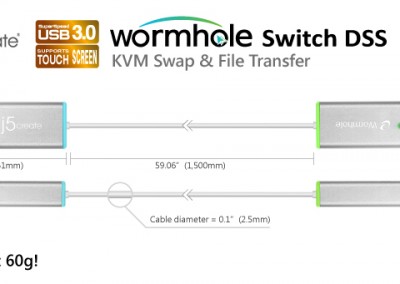 eate®
SuperSpeed
USB 3.0
SUPPORTS
TOUCH SCREEN
wormhole Switch DSS
KVM Swap & File Transfer
j5create
Wormhole
1mm)
59.06" (1,500mm)
Cable diameter = 0.1" (2.5mm)
60g!